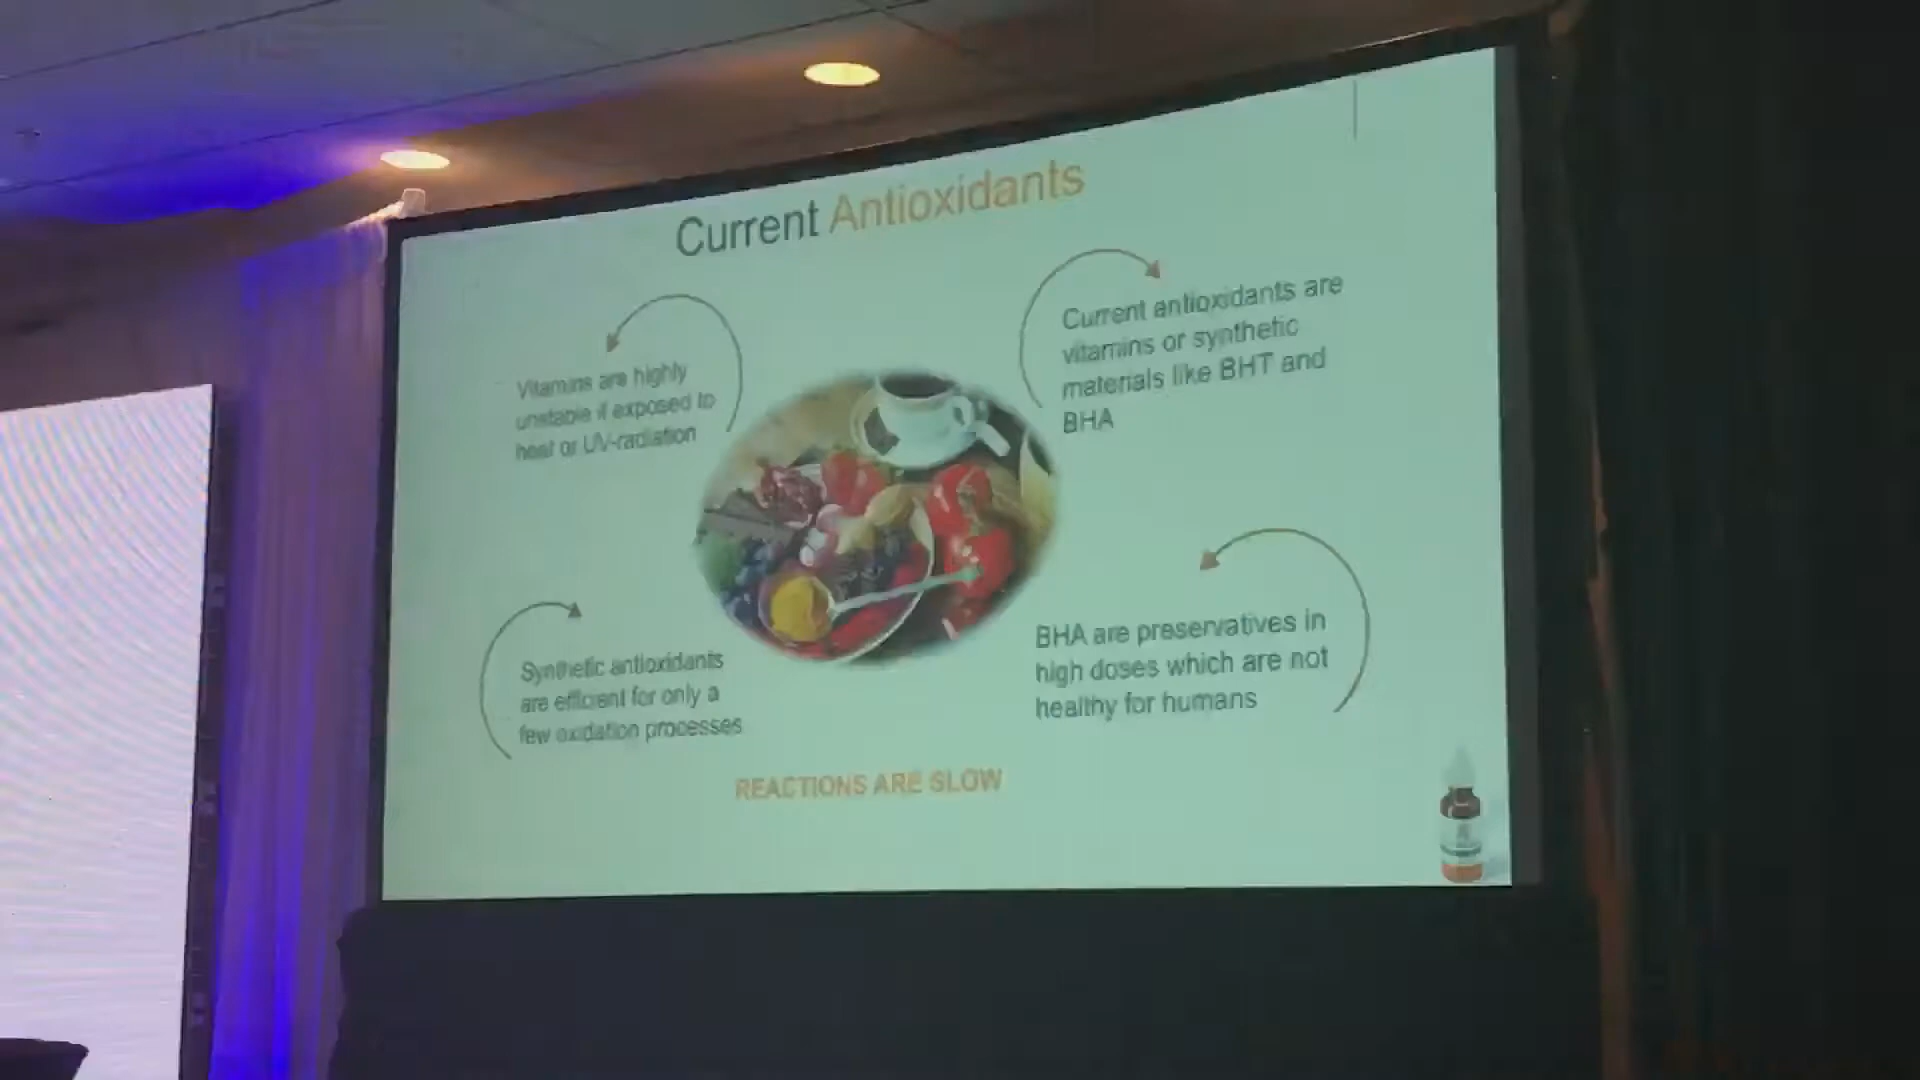 Current Antioxidants
Vitamins are highly
unstable if exposed to
heat or UV-radiation
Current antioxidants are
vitamins or synthetic
materials like BHT and
BHA
Synthetic antioxidants
are efficient for only a
few oxidation processes
BHA are preservatives in
high doses which are not
healthy for humans
REACTIONS ARE SLOW